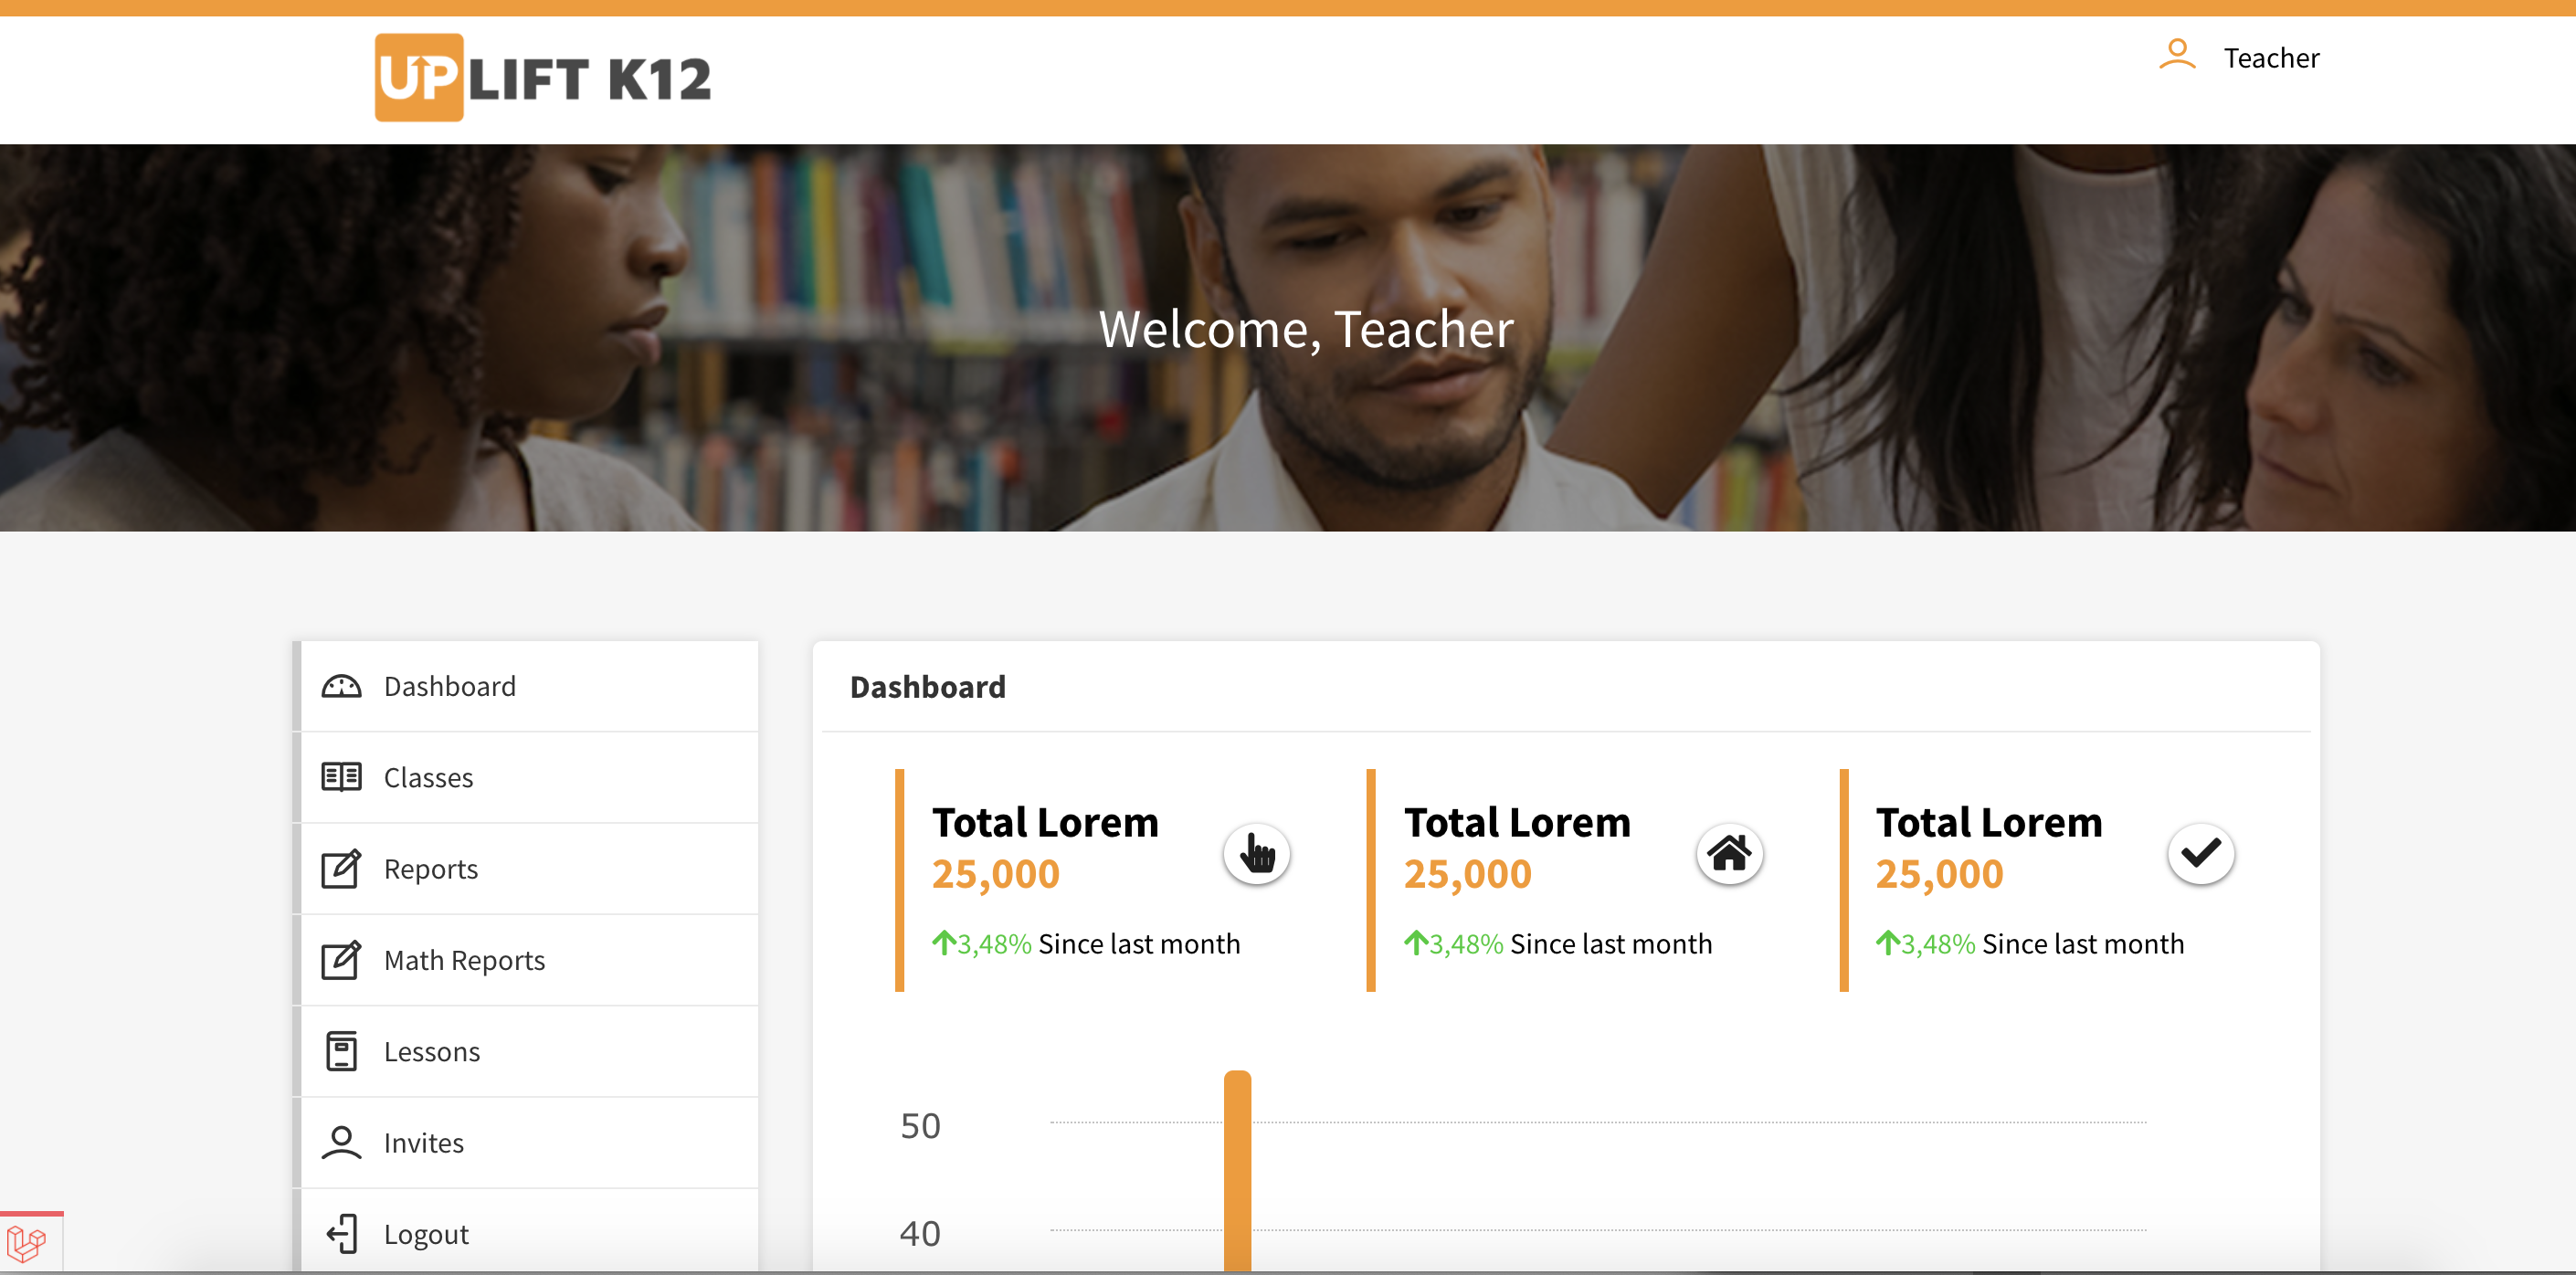 UPLIFT K12
Teacher
Welcome, Teacher
Dashboard
Classes
Reports
Math Reports
Lessons
Invites
Logout
Dashboard
Total Lorem
25,000
3,48% Since last month
Total Lorem
25,000
3,48% Since last month
Total Lorem
25,000
3,48% Since last month
50
40